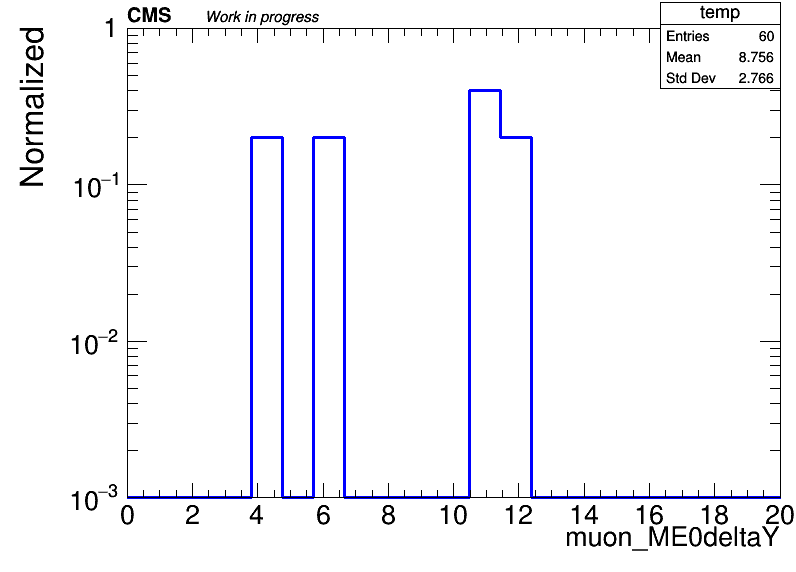 CMS Work in progress
temp
Entries 60
Mean 8.756
Std Dev 2.766
Normalized
1
10⁻¹
10⁻²
10⁻³
0 2 4 6 8 10 12 14 16 18 20
muon_ME0deltaY